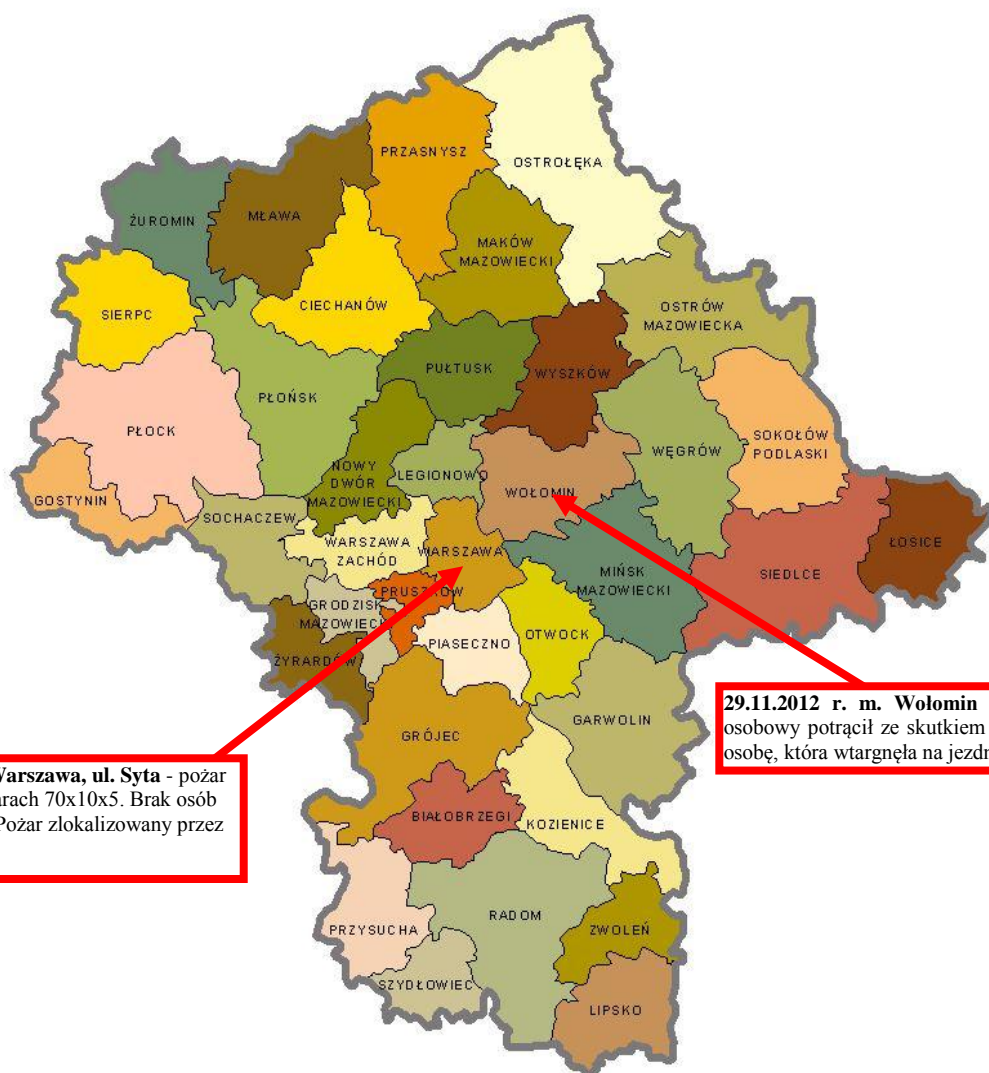 PRZASNYSZ
OSTROŁĘKA
ŻUROMIN
MŁAWA
MAKÓW
MAZOWIECKI
CIECHANÓW
SIERPC
OSTRÓW
MAZOWIECKA
PUŁTUSK
WYSZKÓW
PŁOŃSK
PŁOCK
WĘGRÓW
SOKOŁÓW
PODLASKI
NOWY
DWÓR
MAZOWIECKI
LEGIONOWO
WOŁOMIN
GOSTYNIN
SOCHACZEW
WARSZAWA
ZACHÓD
WARSZAWA
ŁOSICE
SIEDLCE
MIŃSK
MAZOWIECKI
PRUSZKÓW
GRODZISK
MAZOWIECKI
PIASECZNO
OTWOCK
ŻYRARDÓW
GARWOLIN
GRÓJEC
29.11.2012 r. m. Wołomin
osobowy potrącił ze skutkiem
osobę, która wtargnęła na jezdn
Warszawa, ul. Syta - pożar
arach 70x10x5. Brak osób
Pożar zlokalizowany przez
BIAŁOBRZEGI
KOZIENICE
RADOM
PRZYSUCHA
ZWOLEŃ
SZYDŁOWIEC
LIPSKO